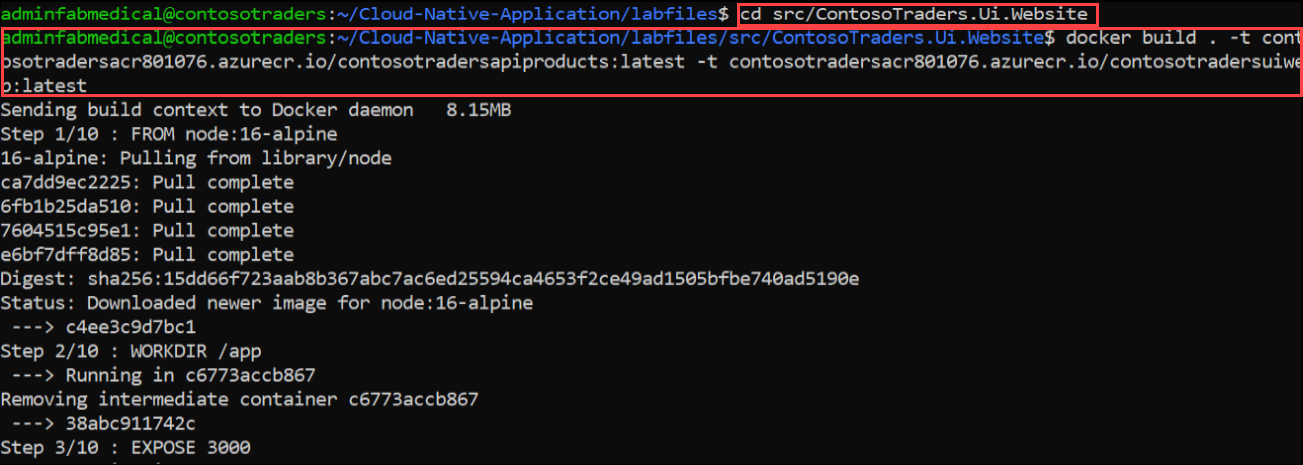 adminfabmedical@contosotraders:~/Cloud-Native-Application/labfiles$ cd src/ContosoTraders.Ui.Website
adminfabmedical@contosotraders:~/Cloud-Native-Application/labfiles/src/ContosoTraders.Ui.Website$ docker build . -t cont
osotradersacr801076.azurecr.io/contosotradersapiproducts:latest -t contosotradersacr801076.azurecr.io/contosotradersuiwe
b:latest
Sending build context to Docker daemon   8.15MB
Step 1/10 : FROM node:16-alpine
16-alpine: Pulling from library/node
ca7dd9ec2225: Pull complete
6fb1b25da510: Pull complete
7604515c95e1: Pull complete
e6bf7dff8d85: Pull complete
Digest: sha256:15dd66f723aab8b367abc7ac6ed25594ca4653f2ce49ad1505bfbe740ad5190e
Status: Downloaded newer image for node:16-alpine
 ---> c4ee3c9d7bc1
Step 2/10 : WORKDIR /app
 ---> Running in c6773accb867
Removing intermediate container c6773accb867
 ---> 38abc911742c
Step 3/10 : EXPOSE 3000